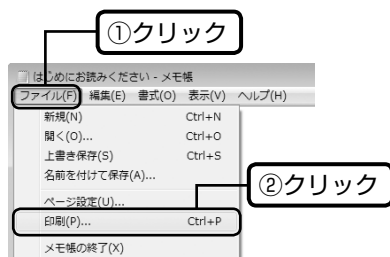 ①クリック
はじめにお読みください - メモ帳
ファイル(F) 編集(E) 書式(O) 表示(V) ヘルプ(H)
新規(N) Ctrl+N
開く(O)... Ctrl+O
上書き保存(S) Ctrl+S
名前を付けて保存(A)...
②クリック
ページ設定(U)...
印刷(P)... Ctrl+P
メモ帳の終了(X)